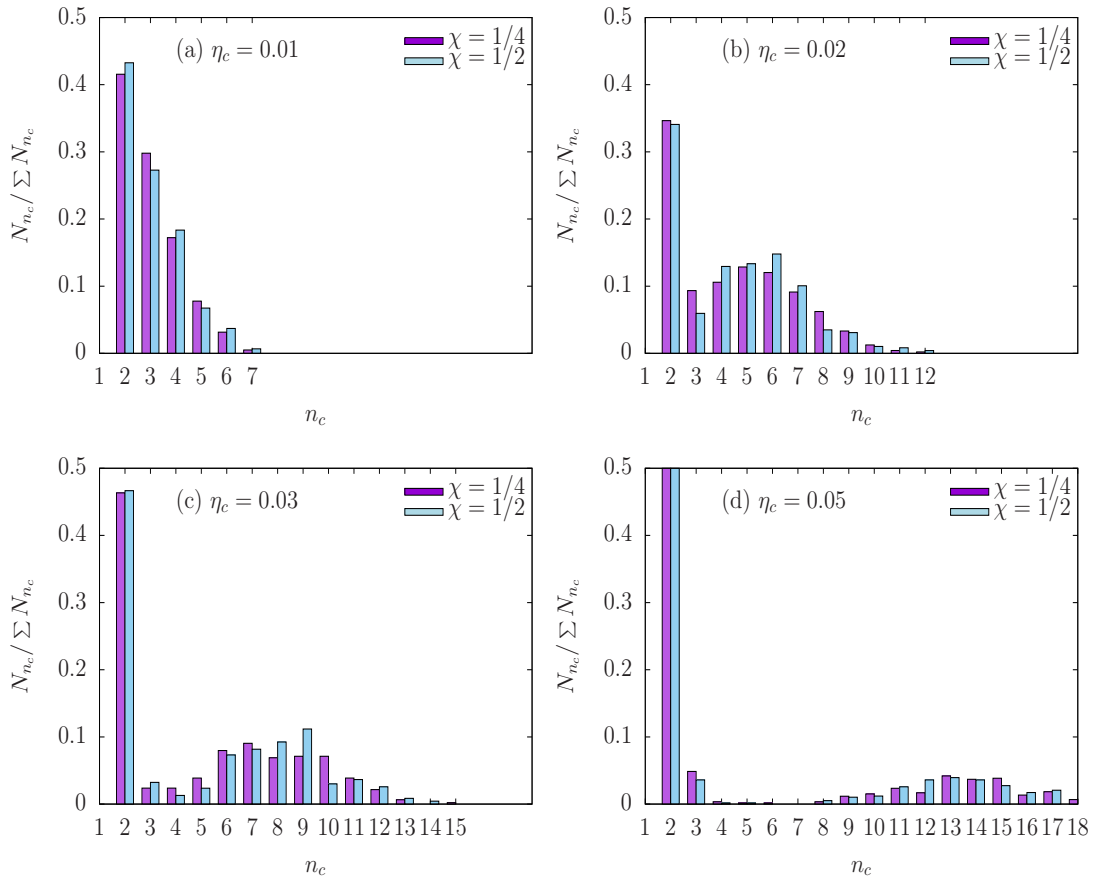 (a) η_c = 0.01
χ = 1/4
χ = 1/2
0.5
0.4
0.3
0.2
0.1
0
N_{n_c} / Σ N_{n_c}
1 2 3 4 5 6 7
n_c
(b) η_c = 0.02
χ = 1/4
χ = 1/2
0.5
0.4
0.3
0.2
0.1
0
N_{n_c} / Σ N_{n_c}
1 2 3 4 5 6 7 8 9 10 11 12
n_c
(c) η_c = 0.03
χ = 1/4
χ = 1/2
0.5
0.4
0.3
0.2
0.1
0
N_{n_c} / Σ N_{n_c}
1 2 3 4 5 6 7 8 9 10 11 12 13 14 15
n_c
(d) η_c = 0.05
χ = 1/4
χ = 1/2
0.5
0.4
0.3
0.2
0.1
0
N_{n_c} / Σ N_{n_c}
1 2 3 4 5 6 7 8 9 10 11 12 13 14 15 16 17 18
n_c